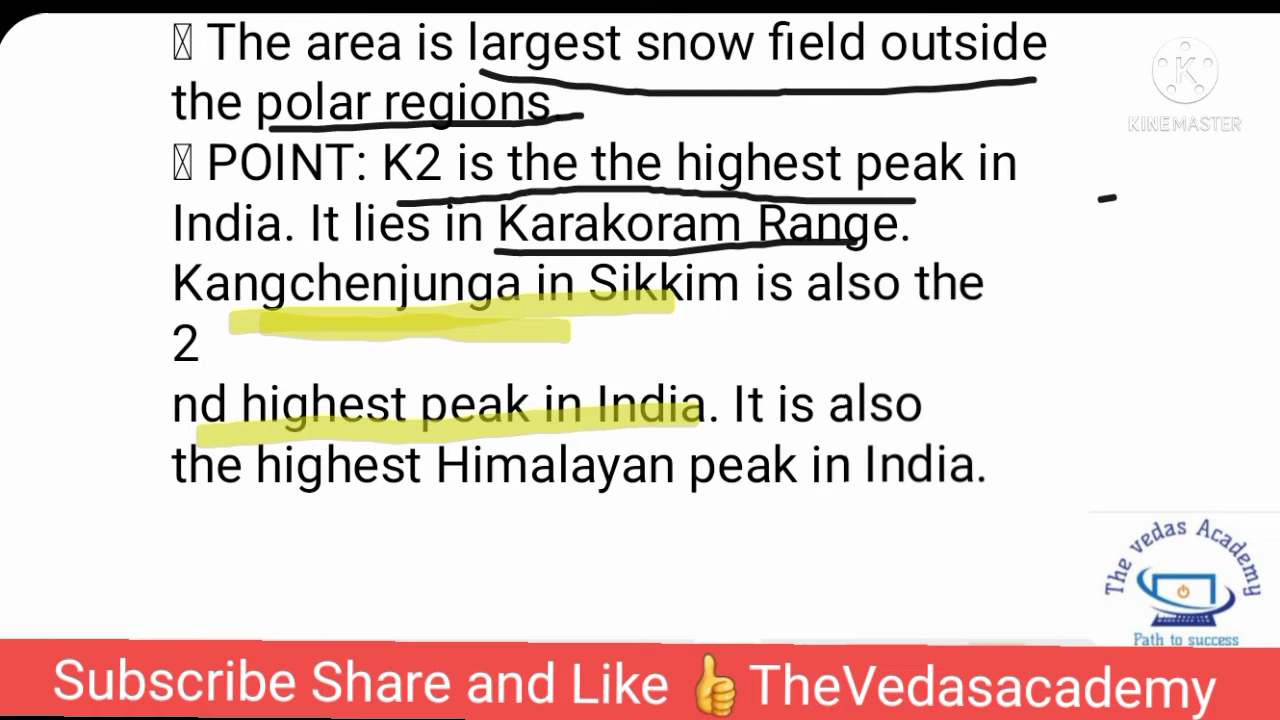 The area is largest snow field outside
the polar regions
POINT: K2 is the the highest peak in
India. It lies in Karakoram Range.
Kangchenjunga in Sikkim is also the
2
nd highest peak in India. It is also
the highest Himalayan peak in India.
KINEMASTER
The vedas Academy
Path to success
Subscribe Share and Like 👍 TheVedasacademy